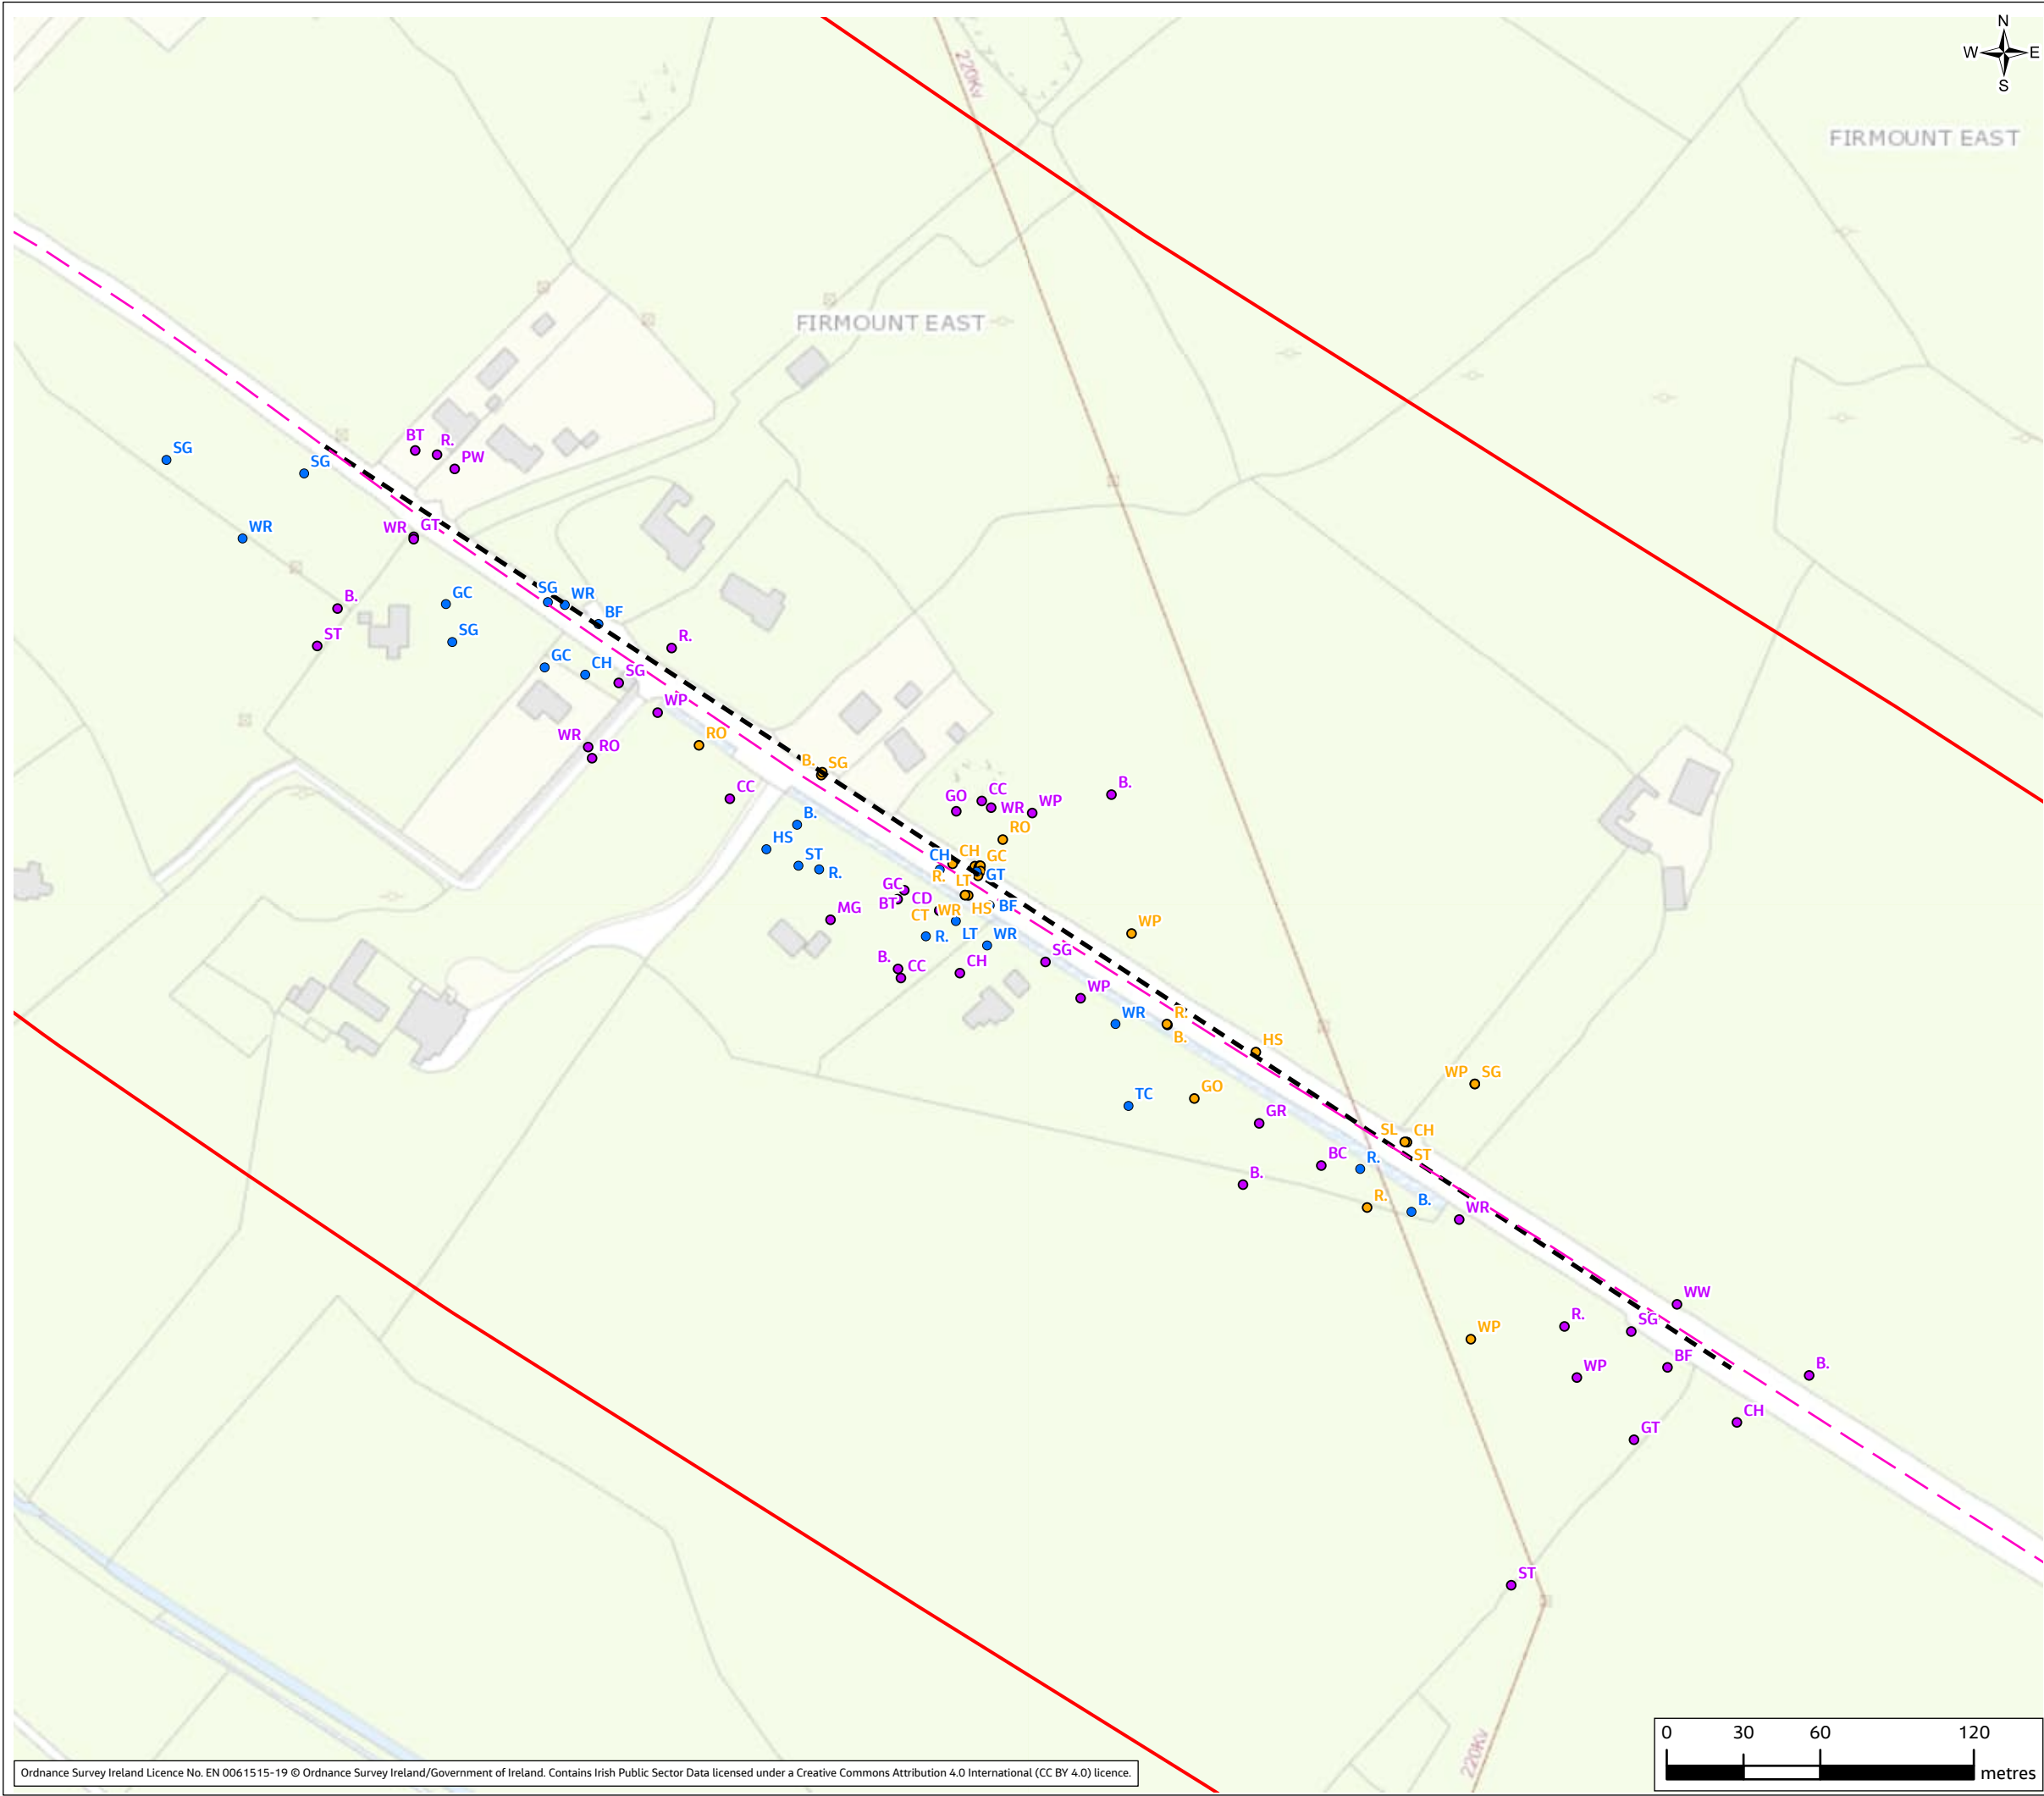 N
W E
S
220Kv
FIRMOUNT EAST
FIRMOUNT EAST
BT
R.
PW
SG
SG
WR
GT
WR
B.
ST
GC
SG
SG
WR
BF
R.
GC
CH
SG
WP
WR
RO
RO
B.
SG
CC
GO
CC
WR
WP
B.
RO
B.
HS
ST
R.
CH
CH
GC
GT
R.
LT
GC
BT
CD
CT
WR
HS
BF
MG
R.
LT
WR
WP
SG
B.
CC
CH
WP
WR
R.
B.
HS
WP
SG
TC
GO
GR
SL
CH
ST
BC
R.
B.
R.
B.
WR
WW
R.
SG
WP
BF
WP
B.
CH
GT
ST
220Kv
0 30 60 120
metres
Ordnance Survey Ireland Licence No. EN 0061515-19 © Ordnance Survey Ireland/Government of Ireland. Contains Irish Public Sector Data licensed under a Creative Commons Attribution 4.0 International (CC BY 4.0) licence.